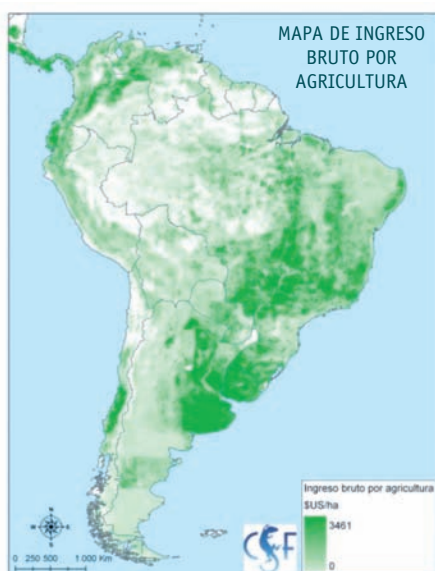 MAPA DE INGRESO
BRUTO POR
AGRICULTURA
Ingreso bruto por agricultura
$US/ha
3461
0
N
W
E
S
0 250 500 1.000 Km
CSF